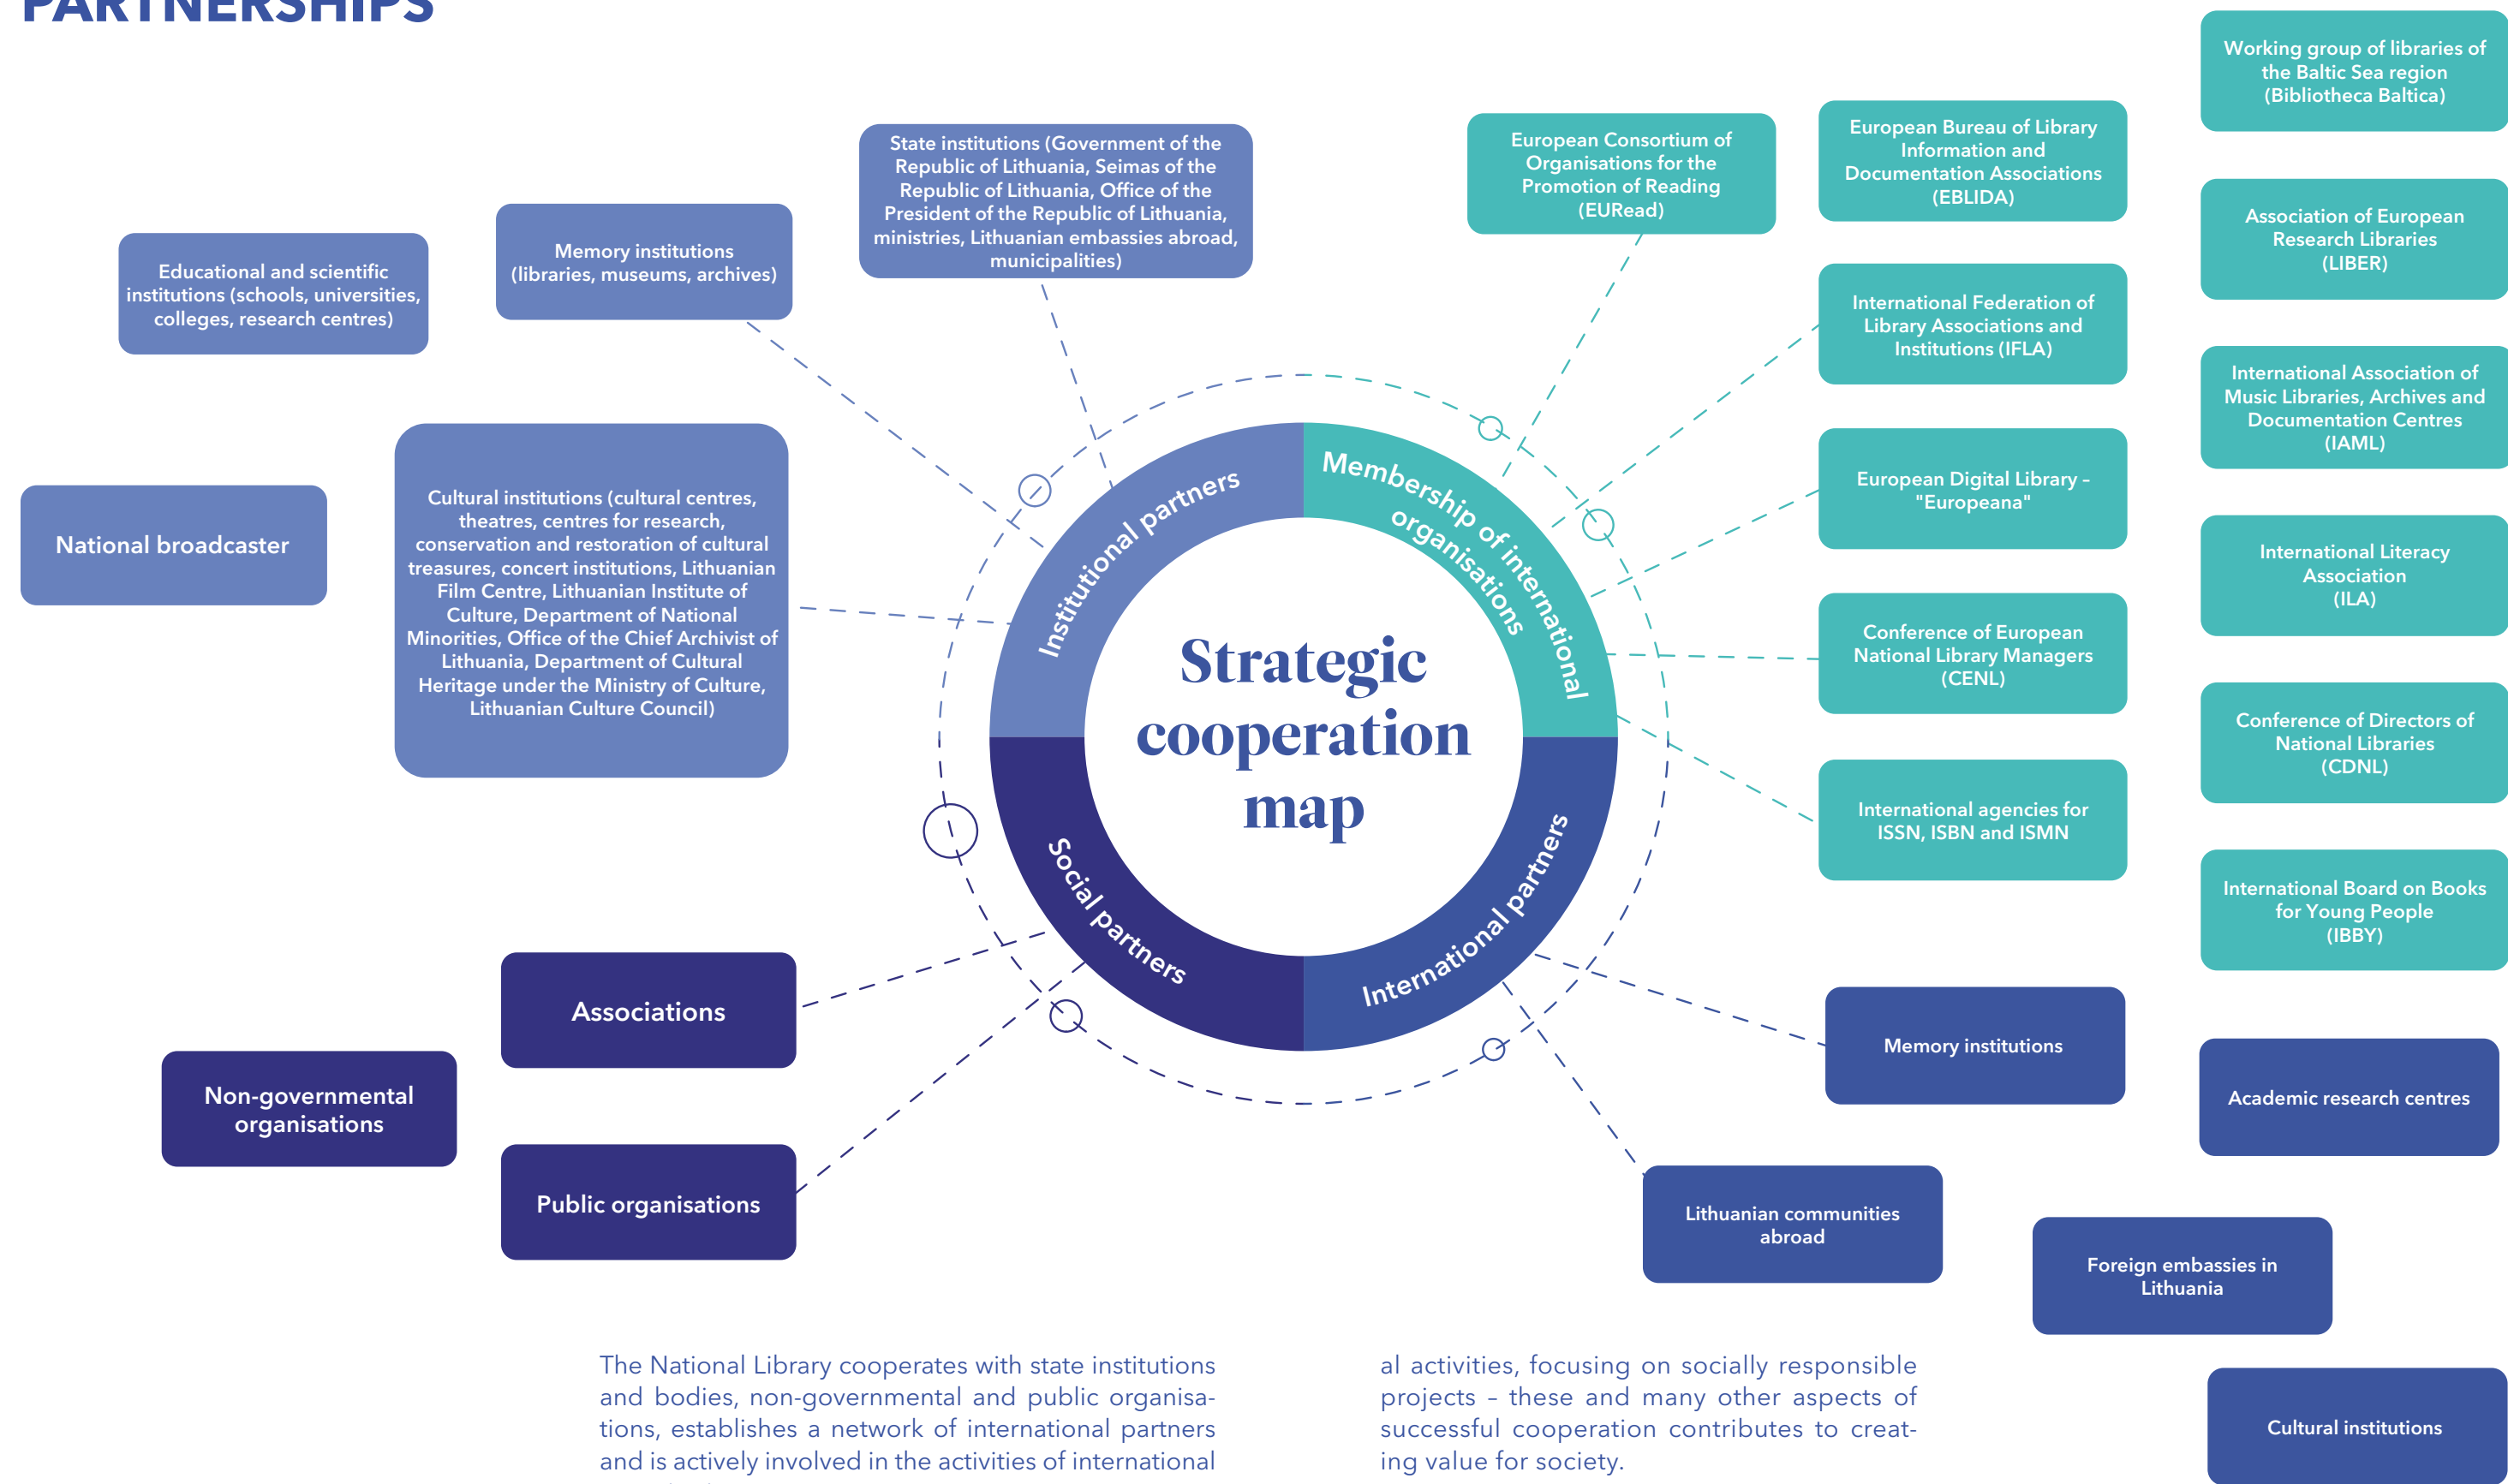 PARTNERSHIPS
Working group of libraries of
the Baltic Sea region
(Bibliotheca Baltica)
State institutions (Government of the
Republic of Lithuania, Seimas of the
Republic of Lithuania, Office of the
President of the Republic of Lithuania,
ministries, Lithuanian embassies abroad,
municipalities)
European Consortium of
Organisations for the
Promotion of Reading
(EURead)
European Bureau of Library
Information and
Documentation Associations
(EBLIDA)
Association of European
Research Libraries
(LIBER)
Memory institutions
(libraries, museums, archives)
Educational and scientific
institutions (schools, universities,
colleges, research centres)
International Federation of
Library Associations and
Institutions (IFLA)
International Association of
Music Libraries, Archives and
Documentation Centres
(IAML)
National broadcaster
Cultural institutions (cultural centres,
theatres, centres for research,
conservation and restoration of cultural
treasures, concert institutions, Lithuanian
Film Centre, Lithuanian Institute of
Culture, Department of National
Minorities, Office of the Chief Archivist of
Lithuania, Department of Cultural
Heritage under the Ministry of Culture,
Lithuanian Culture Council)
European Digital Library –
"Europeana"
International Literacy
Association
(ILA)
Institutional partners
Membership of international
organisations
Strategic
cooperation
map
Social partners
International partners
Conference of European
National Library Managers
(CENL)
Conference of Directors of
National Libraries
(CDNL)
International agencies for
ISSN, ISBN and ISMN
International Board on Books
for Young People
(IBBY)
Associations
Non-governmental
organisations
Public organisations
Memory institutions
Academic research centres
Lithuanian communities
abroad
Foreign embassies in
Lithuania
Cultural institutions
The National Library cooperates with state institutions
and bodies, non-governmental and public organisa-
tions, establishes a network of international partners
and is actively involved in the activities of international
al activities, focusing on socially responsible
projects – these and many other aspects of
successful cooperation contributes to creat-
ing value for society.